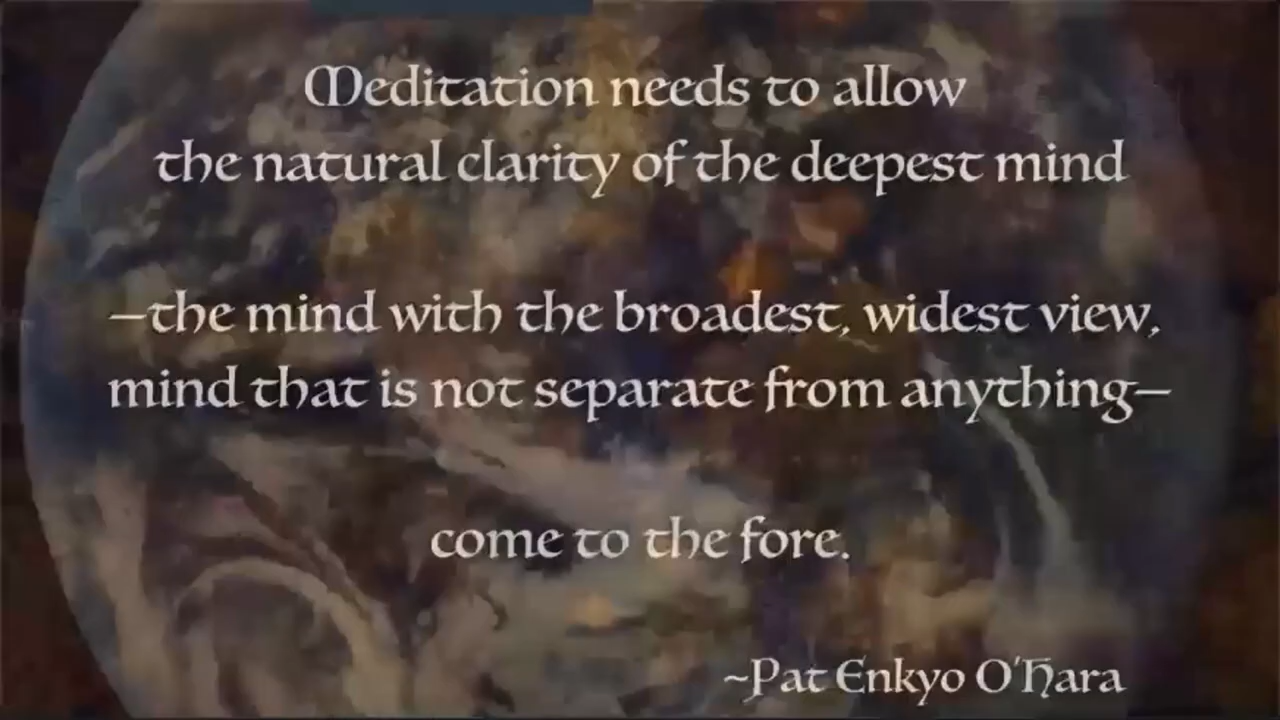 Meditation needs to allow
the natural clarity of the deepest mind
—the mind with the broadest, widest view,
mind that is not separate from anything—
come to the fore.
~Pat Enkyo O'Hara